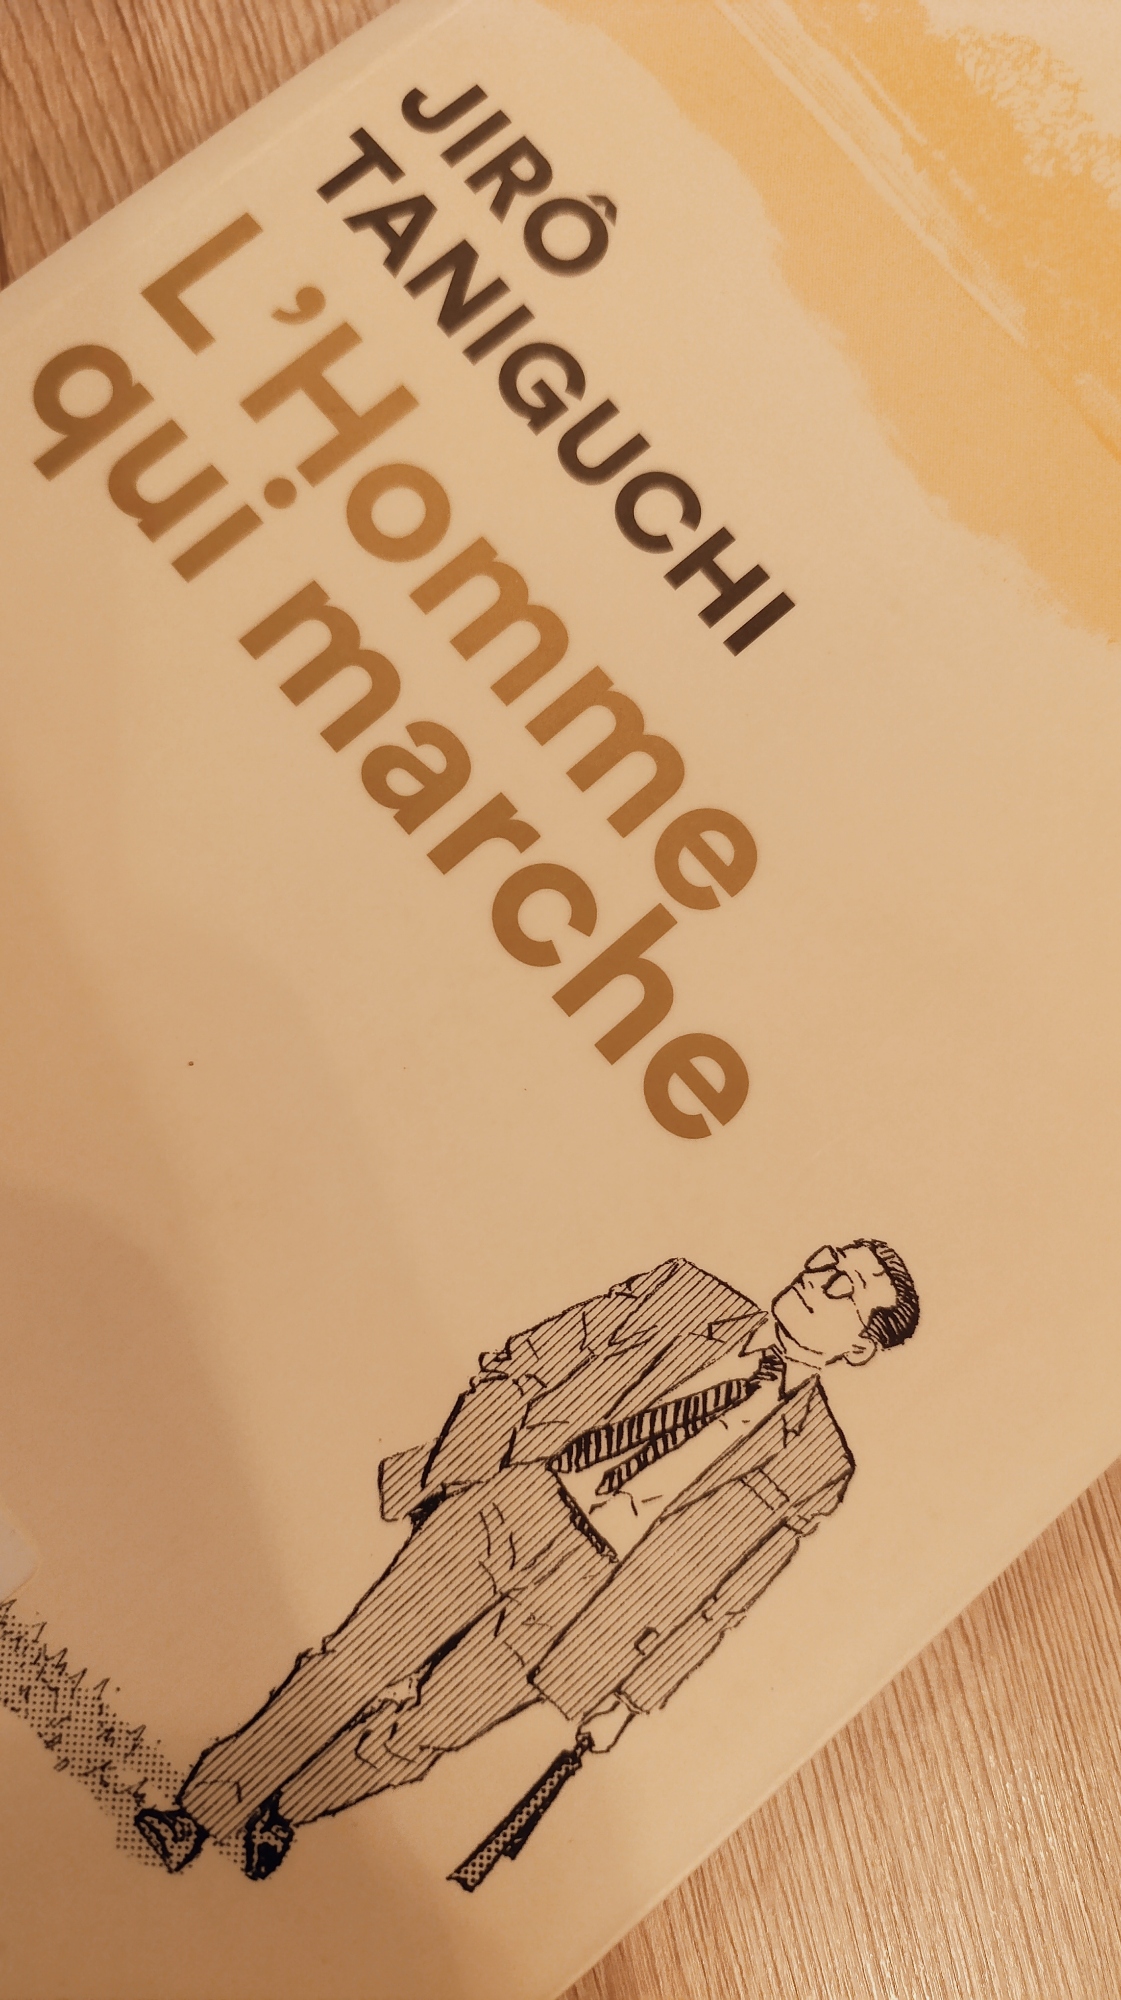 JIRÔ
TANIGUCHI
L'Homme
qui marche